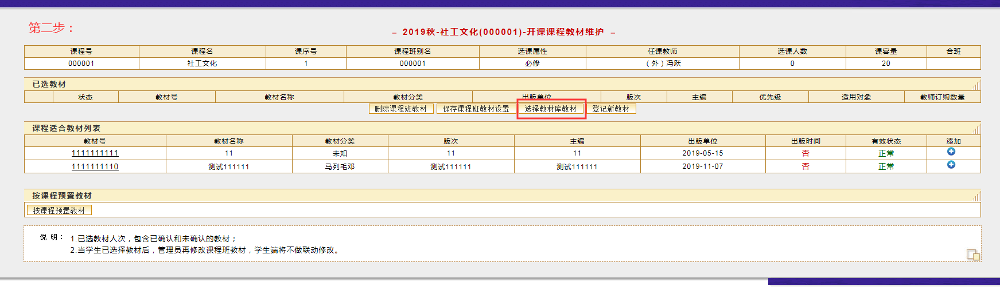 第二步：
– 2019秋-社工文化(000001)-开课课程教材维护 –
课程号 课程名 课序号 课程班别名 选课属性 任课教师 选课人数 课容量 合班
000001 社工文化 1 000001 必修 （外）冯跃 0 20
已选教材
状态 教材号 教材名称 教材分类 出版单位 版次 主编 优先级 适用对象 教师订购数量
删除课程班教材 保存课程班教材设置 选择教材库教材 登记新教材
课程适合教材列表
教材号 教材名称 教材分类 版次 主编 出版单位 出版时间 有效状态 添加
1111111111 11 未知 11 11 2019-05-15 否 正常
1111111110 测试111111 马列毛邓 测试111111 测试111111 2019-11-07 否 正常
按课程预置教材
按课程预置教材
说 明： 1.已选教材人次，包含已确认和未确认的教材；
2.当学生已选择教材后，管理员再修改课程班教材，学生端将不做联动修改。